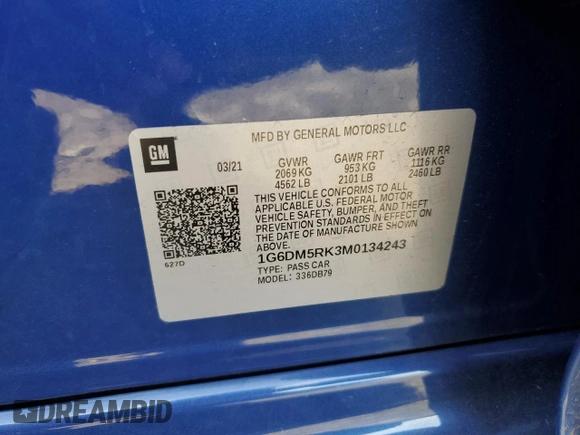 MFD BY GENERAL MOTORS LLC
GM
03/21
GVWR GAWR FRT GAWR RR
2069 KG 953 KG 1116 KG
4562 LB 2101 LB 2460 LB
THIS VEHICLE CONFORMS TO ALL
APPLICABLE U.S. FEDERAL MOTOR
VEHICLE SAFETY, BUMPER, AND THEFT
PREVENTION STANDARDS IN EFFECT ON
THE DATE OF MANUFACTURE SHOWN
ABOVE.
1G6DM5RK3M0134243
TYPE: PASS CAR
MODEL: 336DB79
627D
DREAMBID